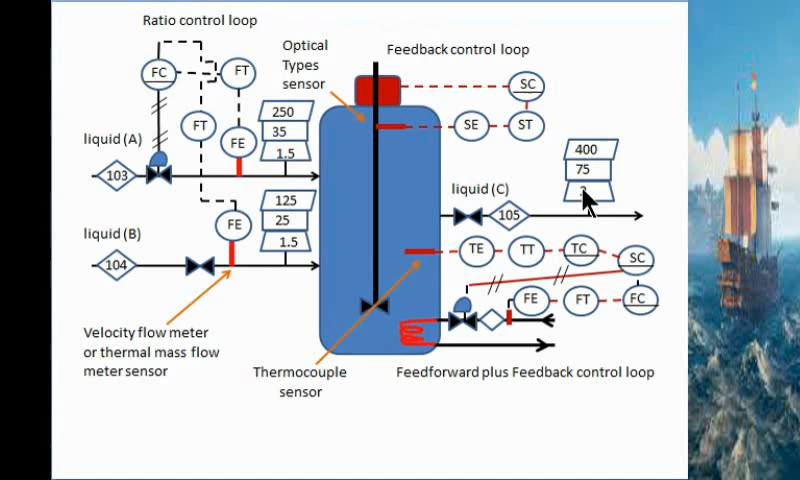 Ratio control loop
Optical
Types
sensor
Feedback control loop
FC
FT
SC
FT
FE
250
35
1.5
SE
ST
liquid (A)
103
400
75
liquid (C)
105
FE
125
25
1.5
liquid (B)
104
TE
TT
TC
SC
FE
FT
FC
Velocity flow meter
or thermal mass flow
meter sensor
Thermocouple
sensor
Feedforward plus Feedback control loop